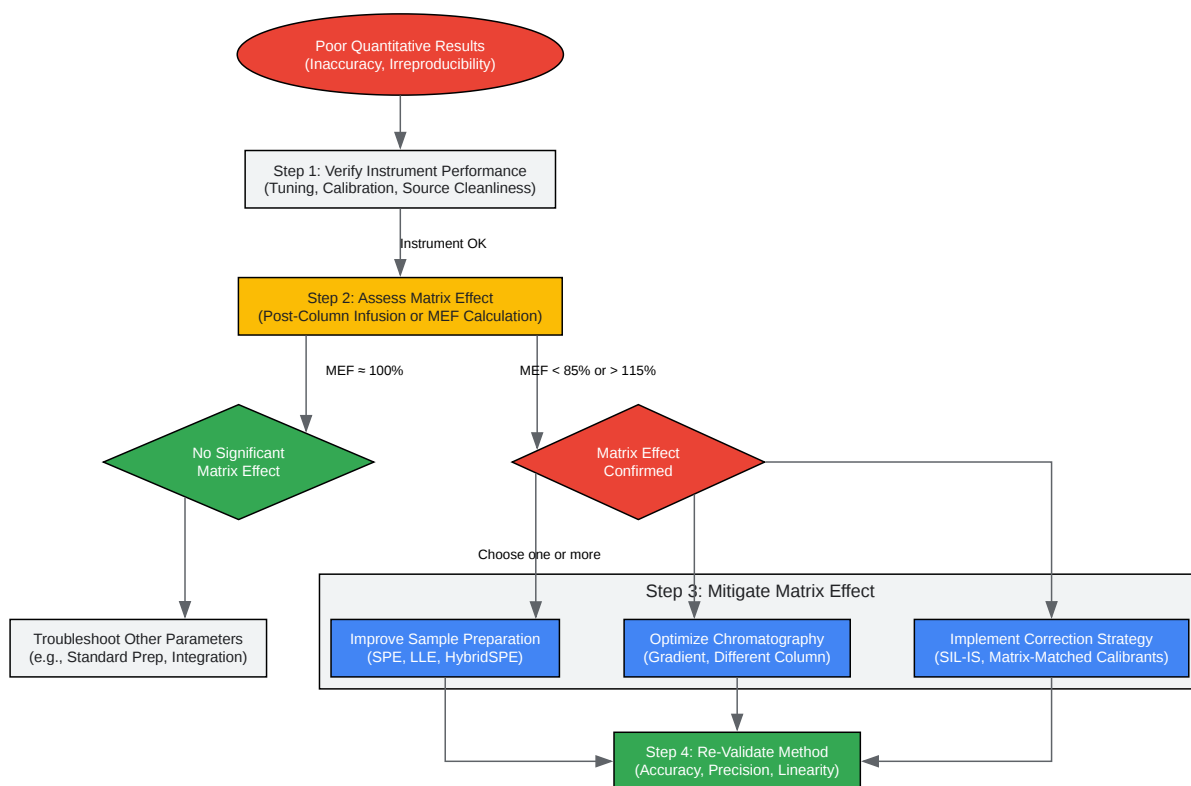 Poor Quantitative Results
(Inaccuracy, Irreproducibility)
Step 1: Verify Instrument Performance
(Tuning, Calibration, Source Cleanliness)
Instrument OK
Step 2: Assess Matrix Effect
(Post-Column Infusion or MEF Calculation)
MEF ≈ 100%
MEF < 85% or > 115%
No Significant
Matrix Effect
Matrix Effect
Confirmed
Choose one or more
Step 3: Mitigate Matrix Effect
Troubleshoot Other Parameters
(e.g., Standard Prep, Integration)
Improve Sample Preparation
(SPE, LLE, HybridSPE)
Optimize Chromatography
(Gradient, Different Column)
Implement Correction Strategy
(SIL-IS, Matrix-Matched Calibrants)
Step 4: Re-Validate Method
(Accuracy, Precision, Linearity)